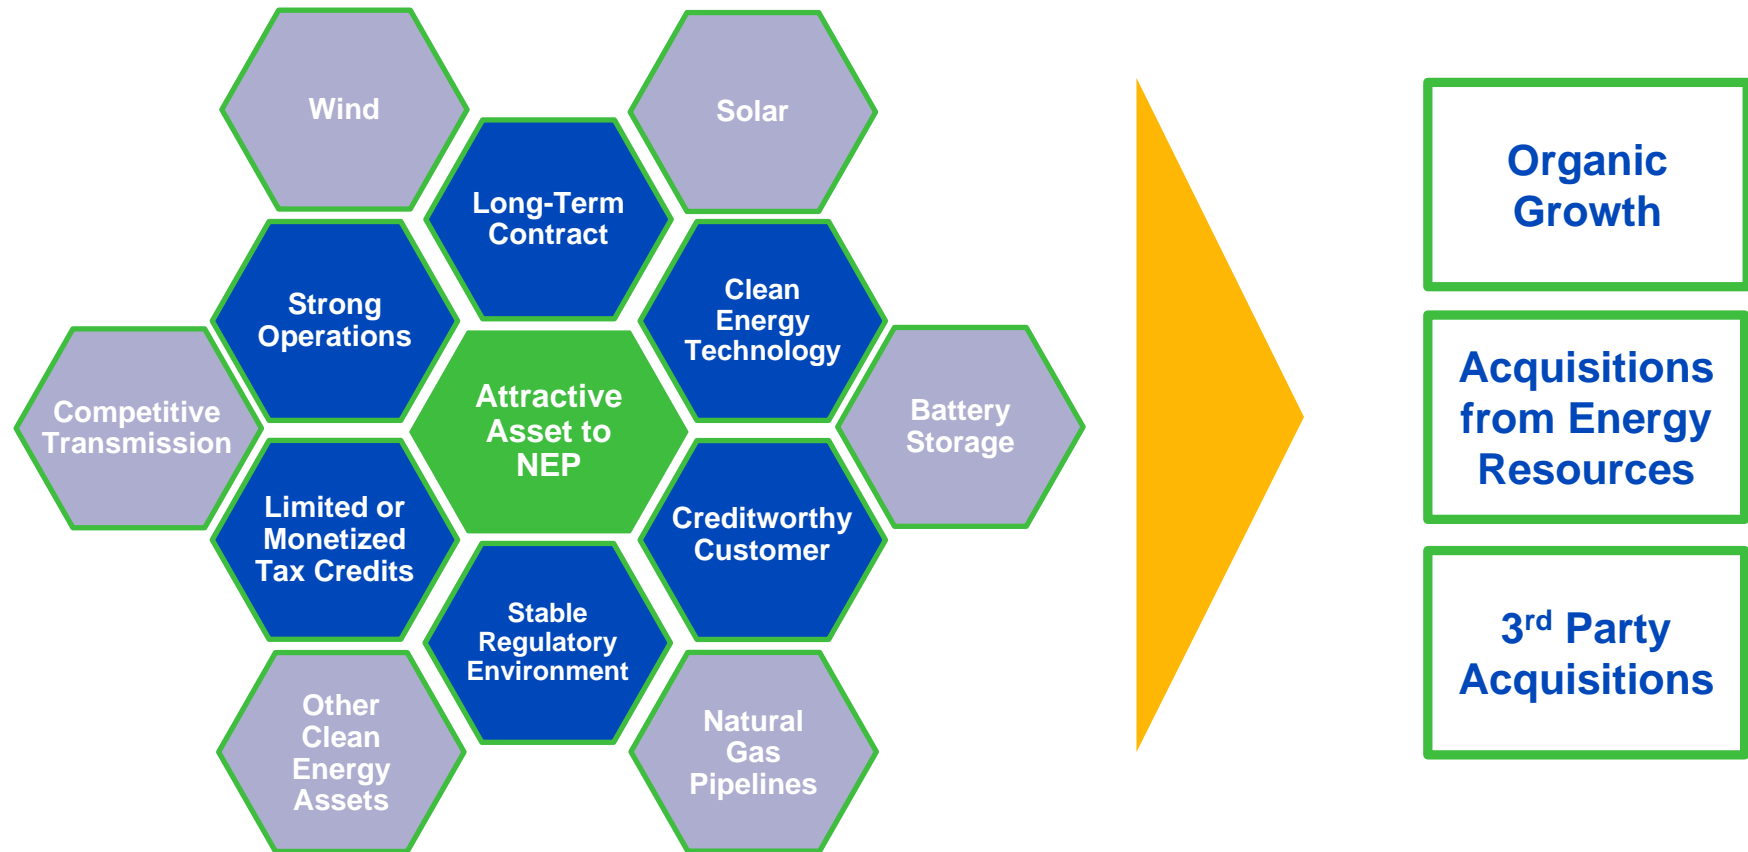 Wind
Solar
Long-Term
Contract
Strong
Operations
Clean
Energy
Technology
Competitive
Transmission
Attractive
Asset to
NEP
Battery
Storage
Limited or
Monetized
Tax Credits
Creditworthy
Customer
Stable
Regulatory
Environment
Other
Clean
Energy
Assets
Natural
Gas
Pipelines
Organic
Growth
Acquisitions
from Energy
Resources
3rd Party
Acquisitions